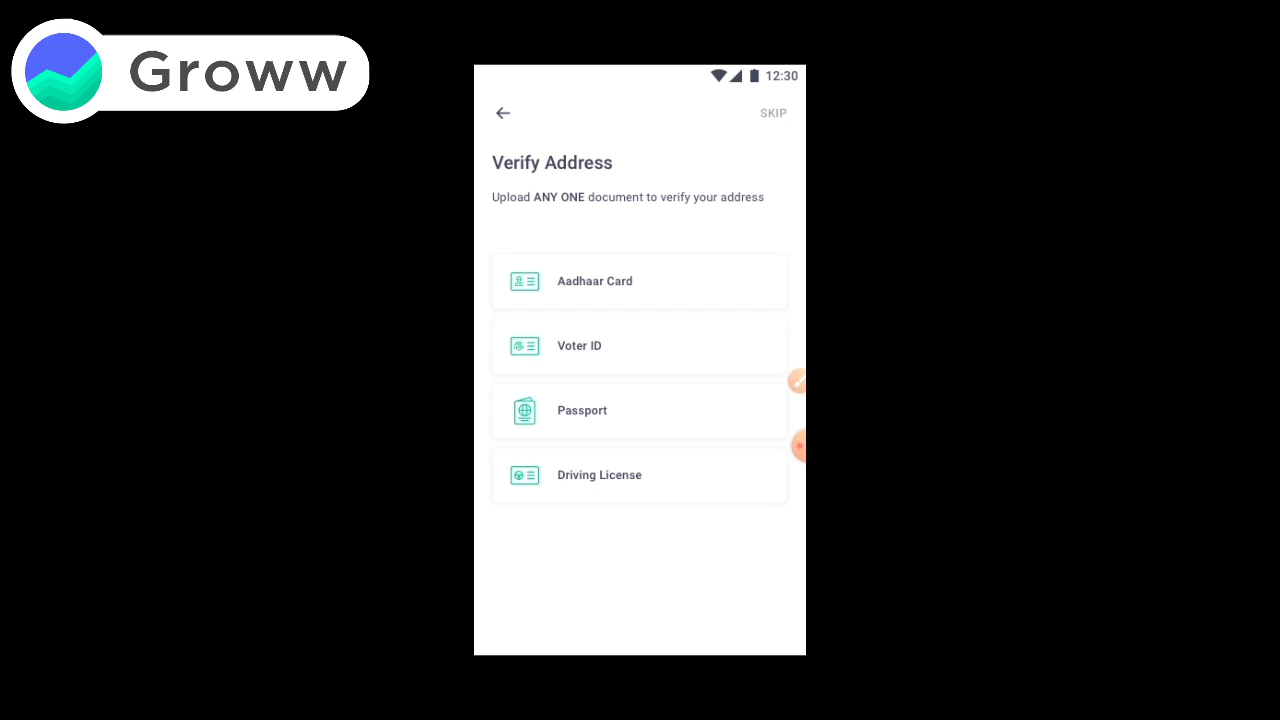 Groww
12:30
SKIP
Verify Address
Upload ANY ONE document to verify your address
Aadhaar Card
Voter ID
Passport
Driving License